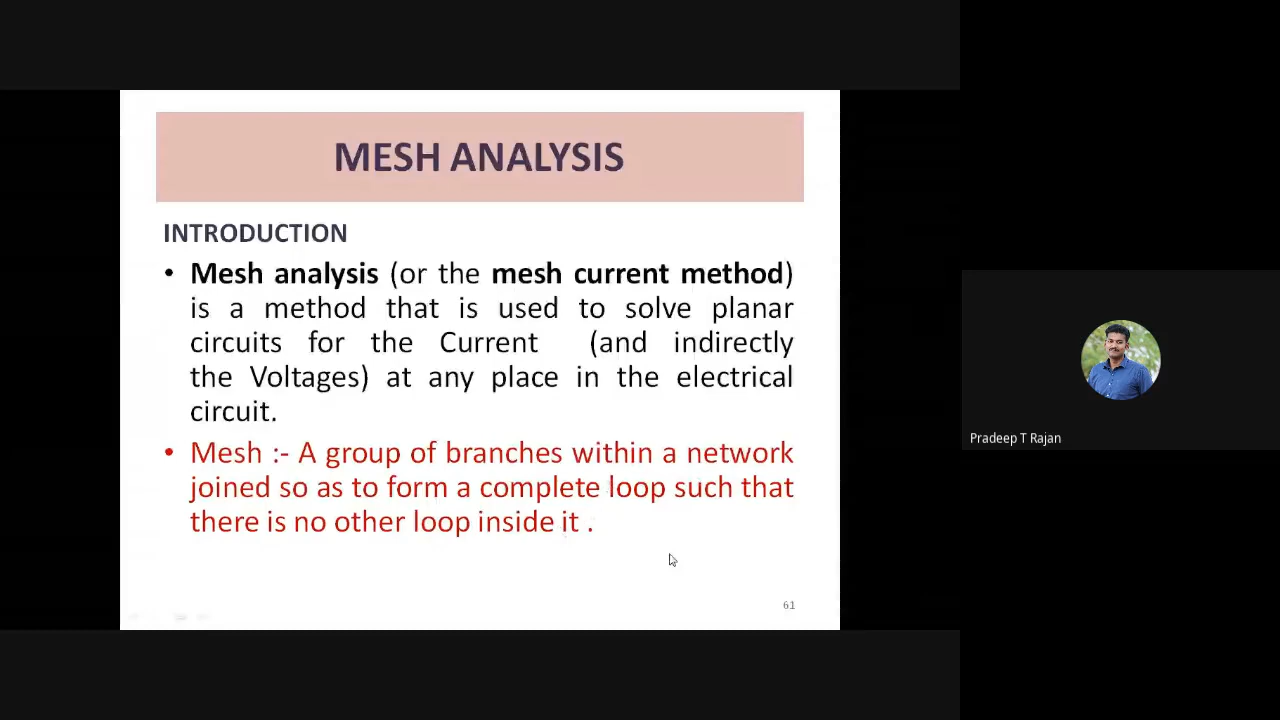 MESH ANALYSIS
INTRODUCTION
• Mesh analysis (or the mesh current method)
is a method that is used to solve planar
circuits for the Current (and indirectly
the Voltages) at any place in the electrical
circuit.
• Mesh :- A group of branches within a network
joined so as to form a complete loop such that
there is no other loop inside it .
61
Pradeep T Rajan